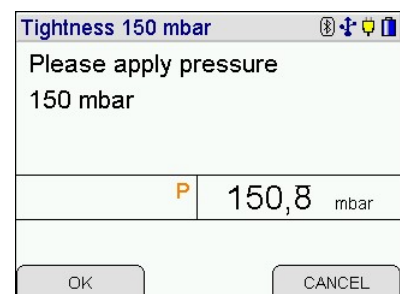 Tightness 150 mbar
Please apply pressure
150 mbar
P 150,8 mbar
OK CANCEL